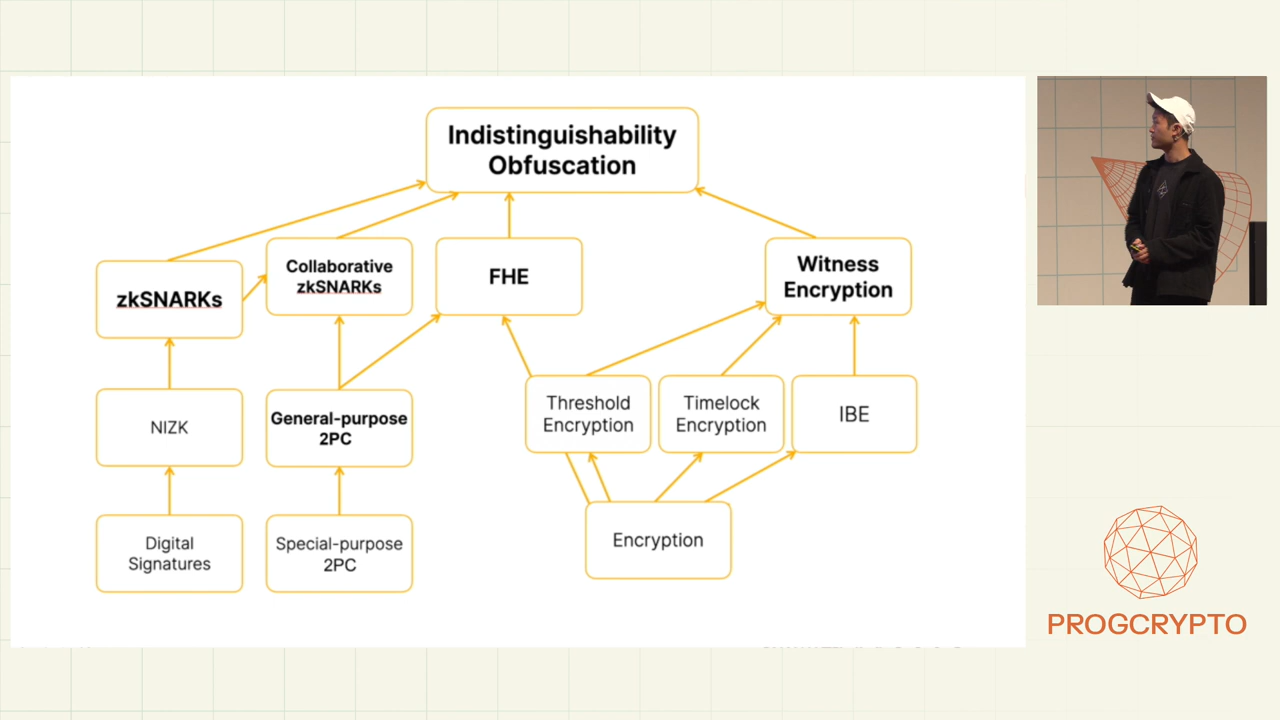 Indistinguishability
Obfuscation
zkSNARKs
Collaborative
zkSNARKs
FHE
Witness
Encryption
NIZK
General-purpose
2PC
Threshold
Encryption
Timelock
Encryption
IBE
Digital
Signatures
Special-purpose
2PC
Encryption
PROGCRYPTO